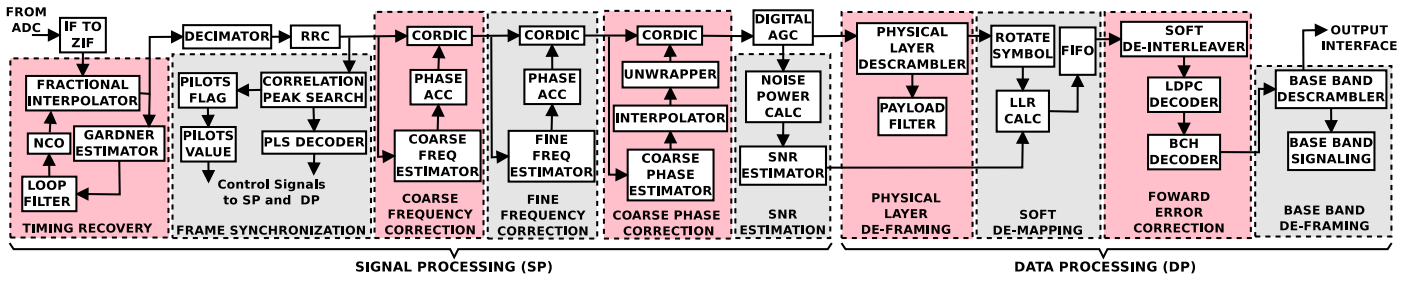 FROM
ADC
IF TO
ZIF
FRACTIONAL
INTERPOLATOR
NCO
GARDNER
ESTIMATOR
LOOP
FILTER
TIMING RECOVERY
DECIMATOR
RRC
PILOTS
FLAG
CORRELATION
PEAK SEARCH
PILOTS
VALUE
PLS DECODER
Control Signals
to SP and DP
FRAME SYNCHRONIZATION
CORDIC
PHASE
ACC
COARSE
FREQ
ESTIMATOR
COARSE
FREQUENCY
CORRECTION
CORDIC
PHASE
ACC
FINE
FREQ
ESTIMATOR
FINE
FREQUENCY
CORRECTION
CORDIC
UNWRAPPER
INTERPOLATOR
COARSE
PHASE
ESTIMATOR
COARSE PHASE
CORRECTION
DIGITAL
AGC
NOISE
POWER
CALC
SNR
ESTIMATOR
SNR
ESTIMATION
PHYSICAL
LAYER
DESCRAMBLER
PAYLOAD
FILTER
PHYSICAL
LAYER
DE-FRAMING
ROTATE
SYMBOL
FIFO
LLR
CALC
SOFT
DE-MAPPING
SOFT
DE-INTERLEAVER
LDPC
DECODER
BCH
DECODER
FOWARD
ERROR
CORRECTION
OUTPUT
INTERFACE
BASE BAND
DESCRAMBLER
BASE BAND
SIGNALING
BASE BAND
DE-FRAMING
SIGNAL PROCESSING (SP)
DATA PROCESSING (DP)